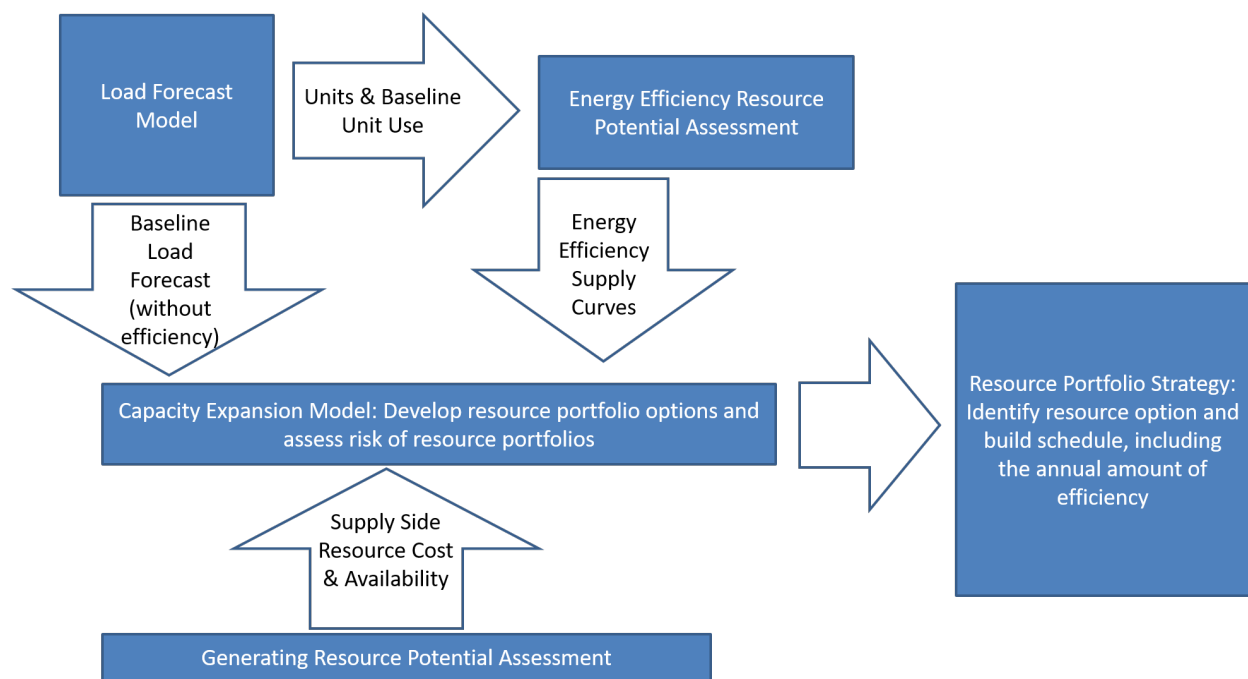 Load Forecast
Model
Units & Baseline
Unit Use
Energy Efficiency Resource
Potential Assessment
Baseline
Load
Forecast
(without
efficiency)
Energy
Efficiency
Supply
Curves
Capacity Expansion Model: Develop resource portfolio options and
assess risk of resource portfolios
Resource Portfolio Strategy:
Identify resource option and
build schedule, including
the annual amount of
efficiency
Supply Side
Resource Cost
& Availability
Generating Resource Potential Assessment